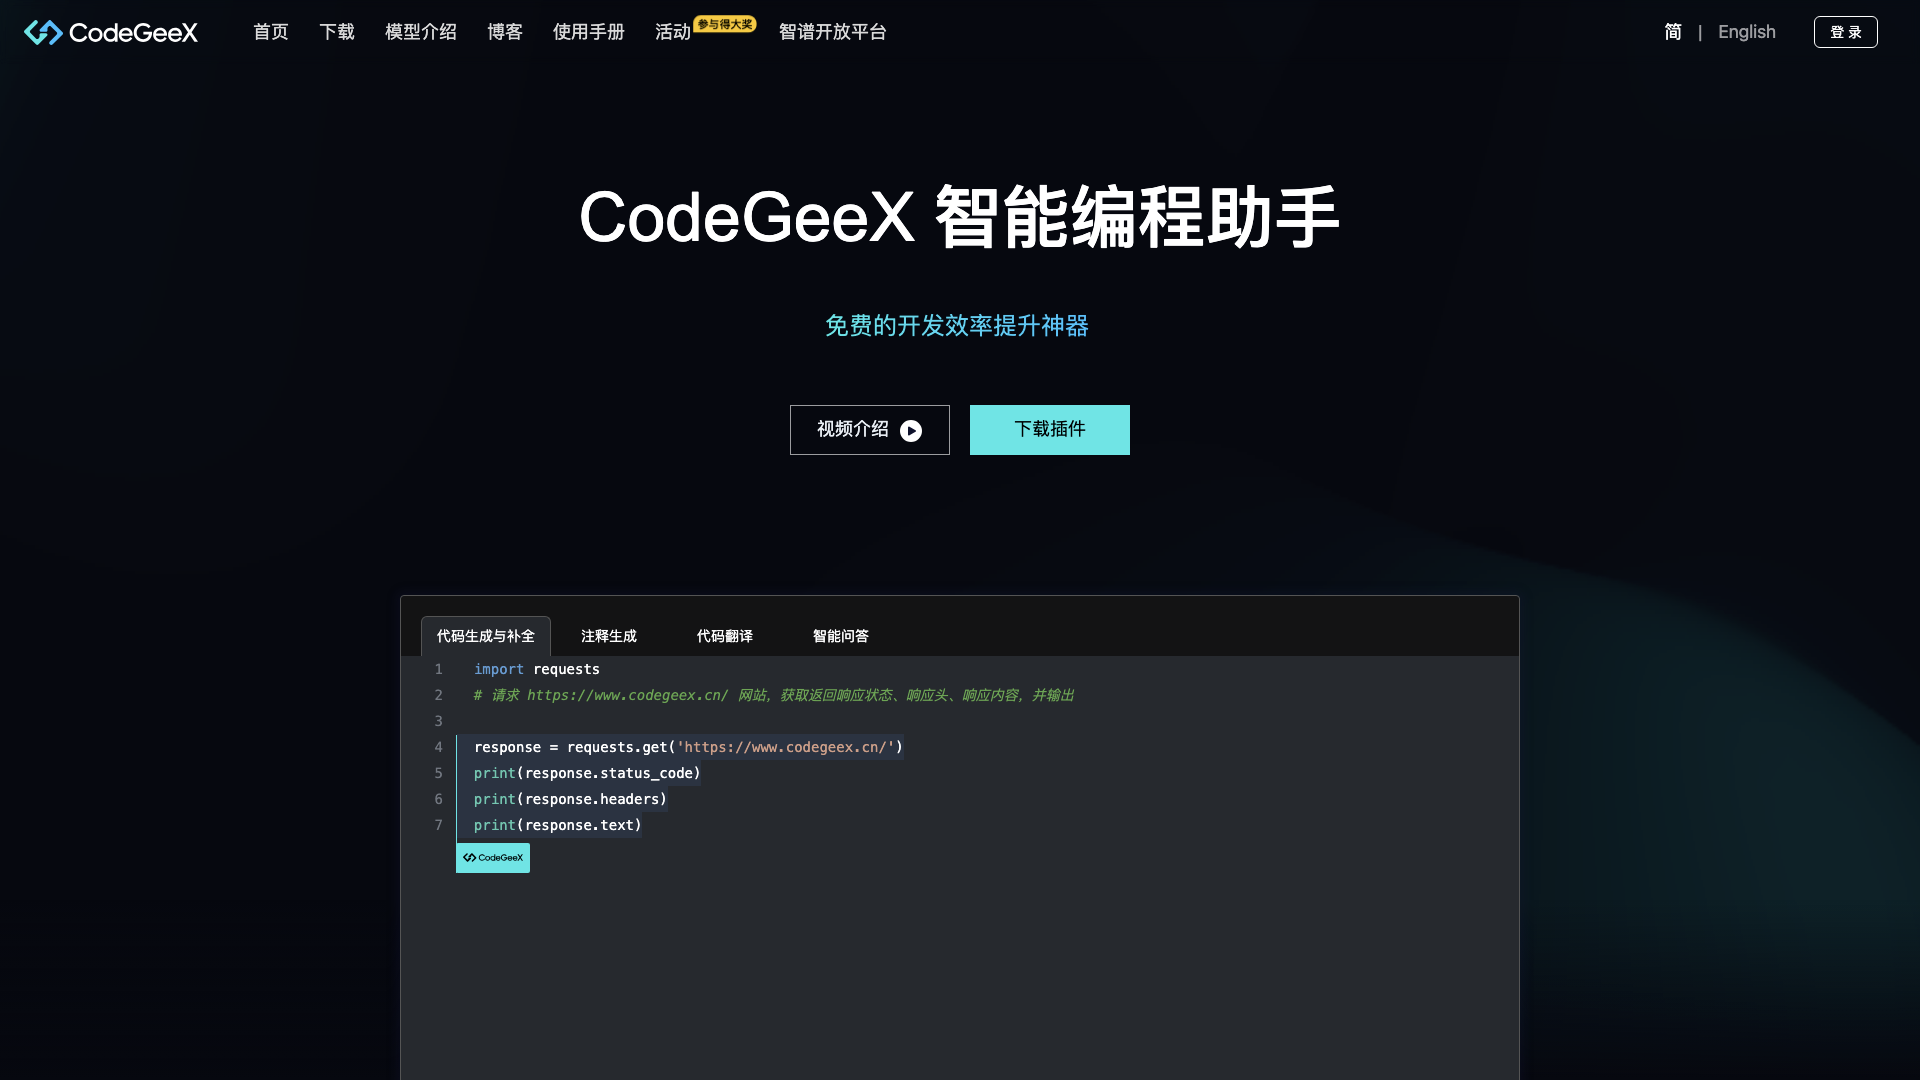 CodeGeeX 首页 下载 模型介绍 博客 使用手册 活动 参与得大奖 智谱开放平台 简 | English 登 录
CodeGeeX 智能编程助手
免费的开发效率提升神器
视频介绍 下载插件
代码生成与补全 注释生成 代码翻译 智能问答
1 import requests
2 # 请求 https://www.codegeex.cn/ 网站，获取返回响应状态、响应头、响应内容，并输出
3
4 response = requests.get('https://www.codegeex.cn/')
5 print(response.status_code)
6 print(response.headers)
7 print(response.text)
CodeGeeX